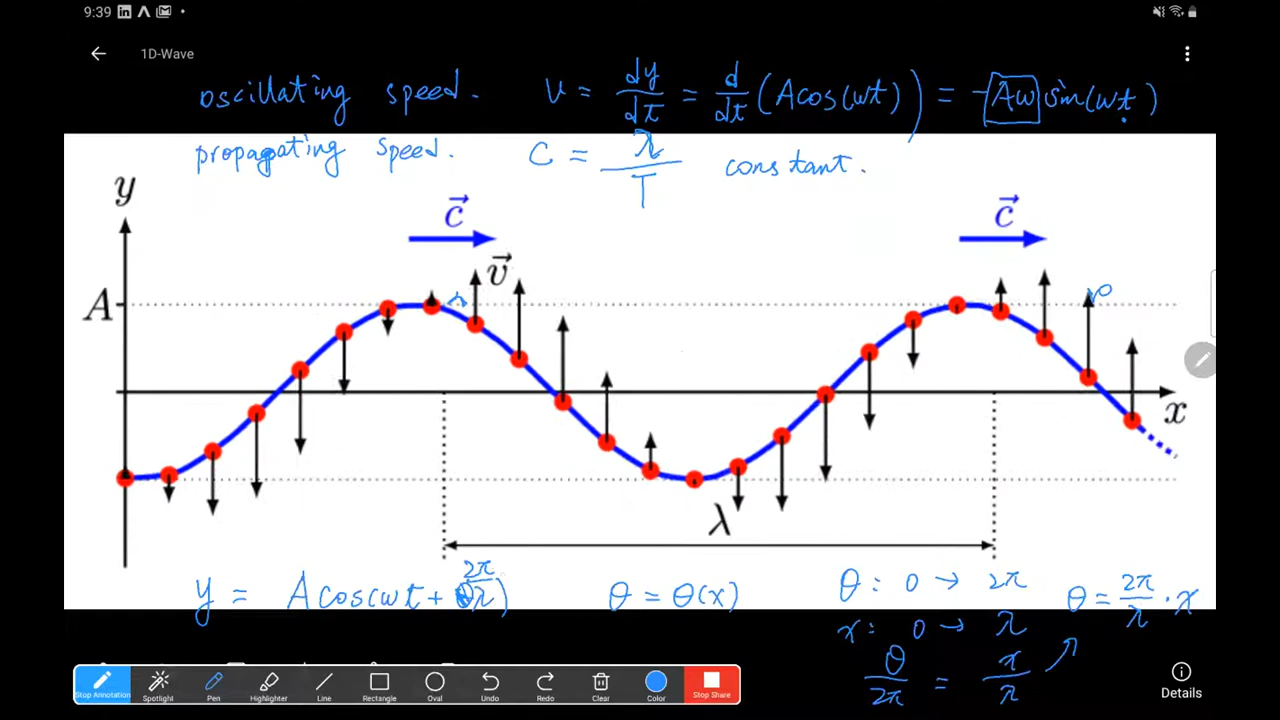 9:39
1D-Wave
oscillating speed. v = dy/dt = d/dt (Acos(ωt)) = -Aω sin(ωt)
propagating speed. C = λ/T constant.
y
c⃗ c⃗
v⃗
A
x
λ
y = Acos(ωt + 2π/λ) θ = θ(x) θ: 0 → 2π θ = 2π/λ · x
x: 0 → λ
θ/2π = x/λ
Stop Annotation Spotlight Pen Highlighter Line Rectangle Oval Undo Redo Clear Color Stop Share Details